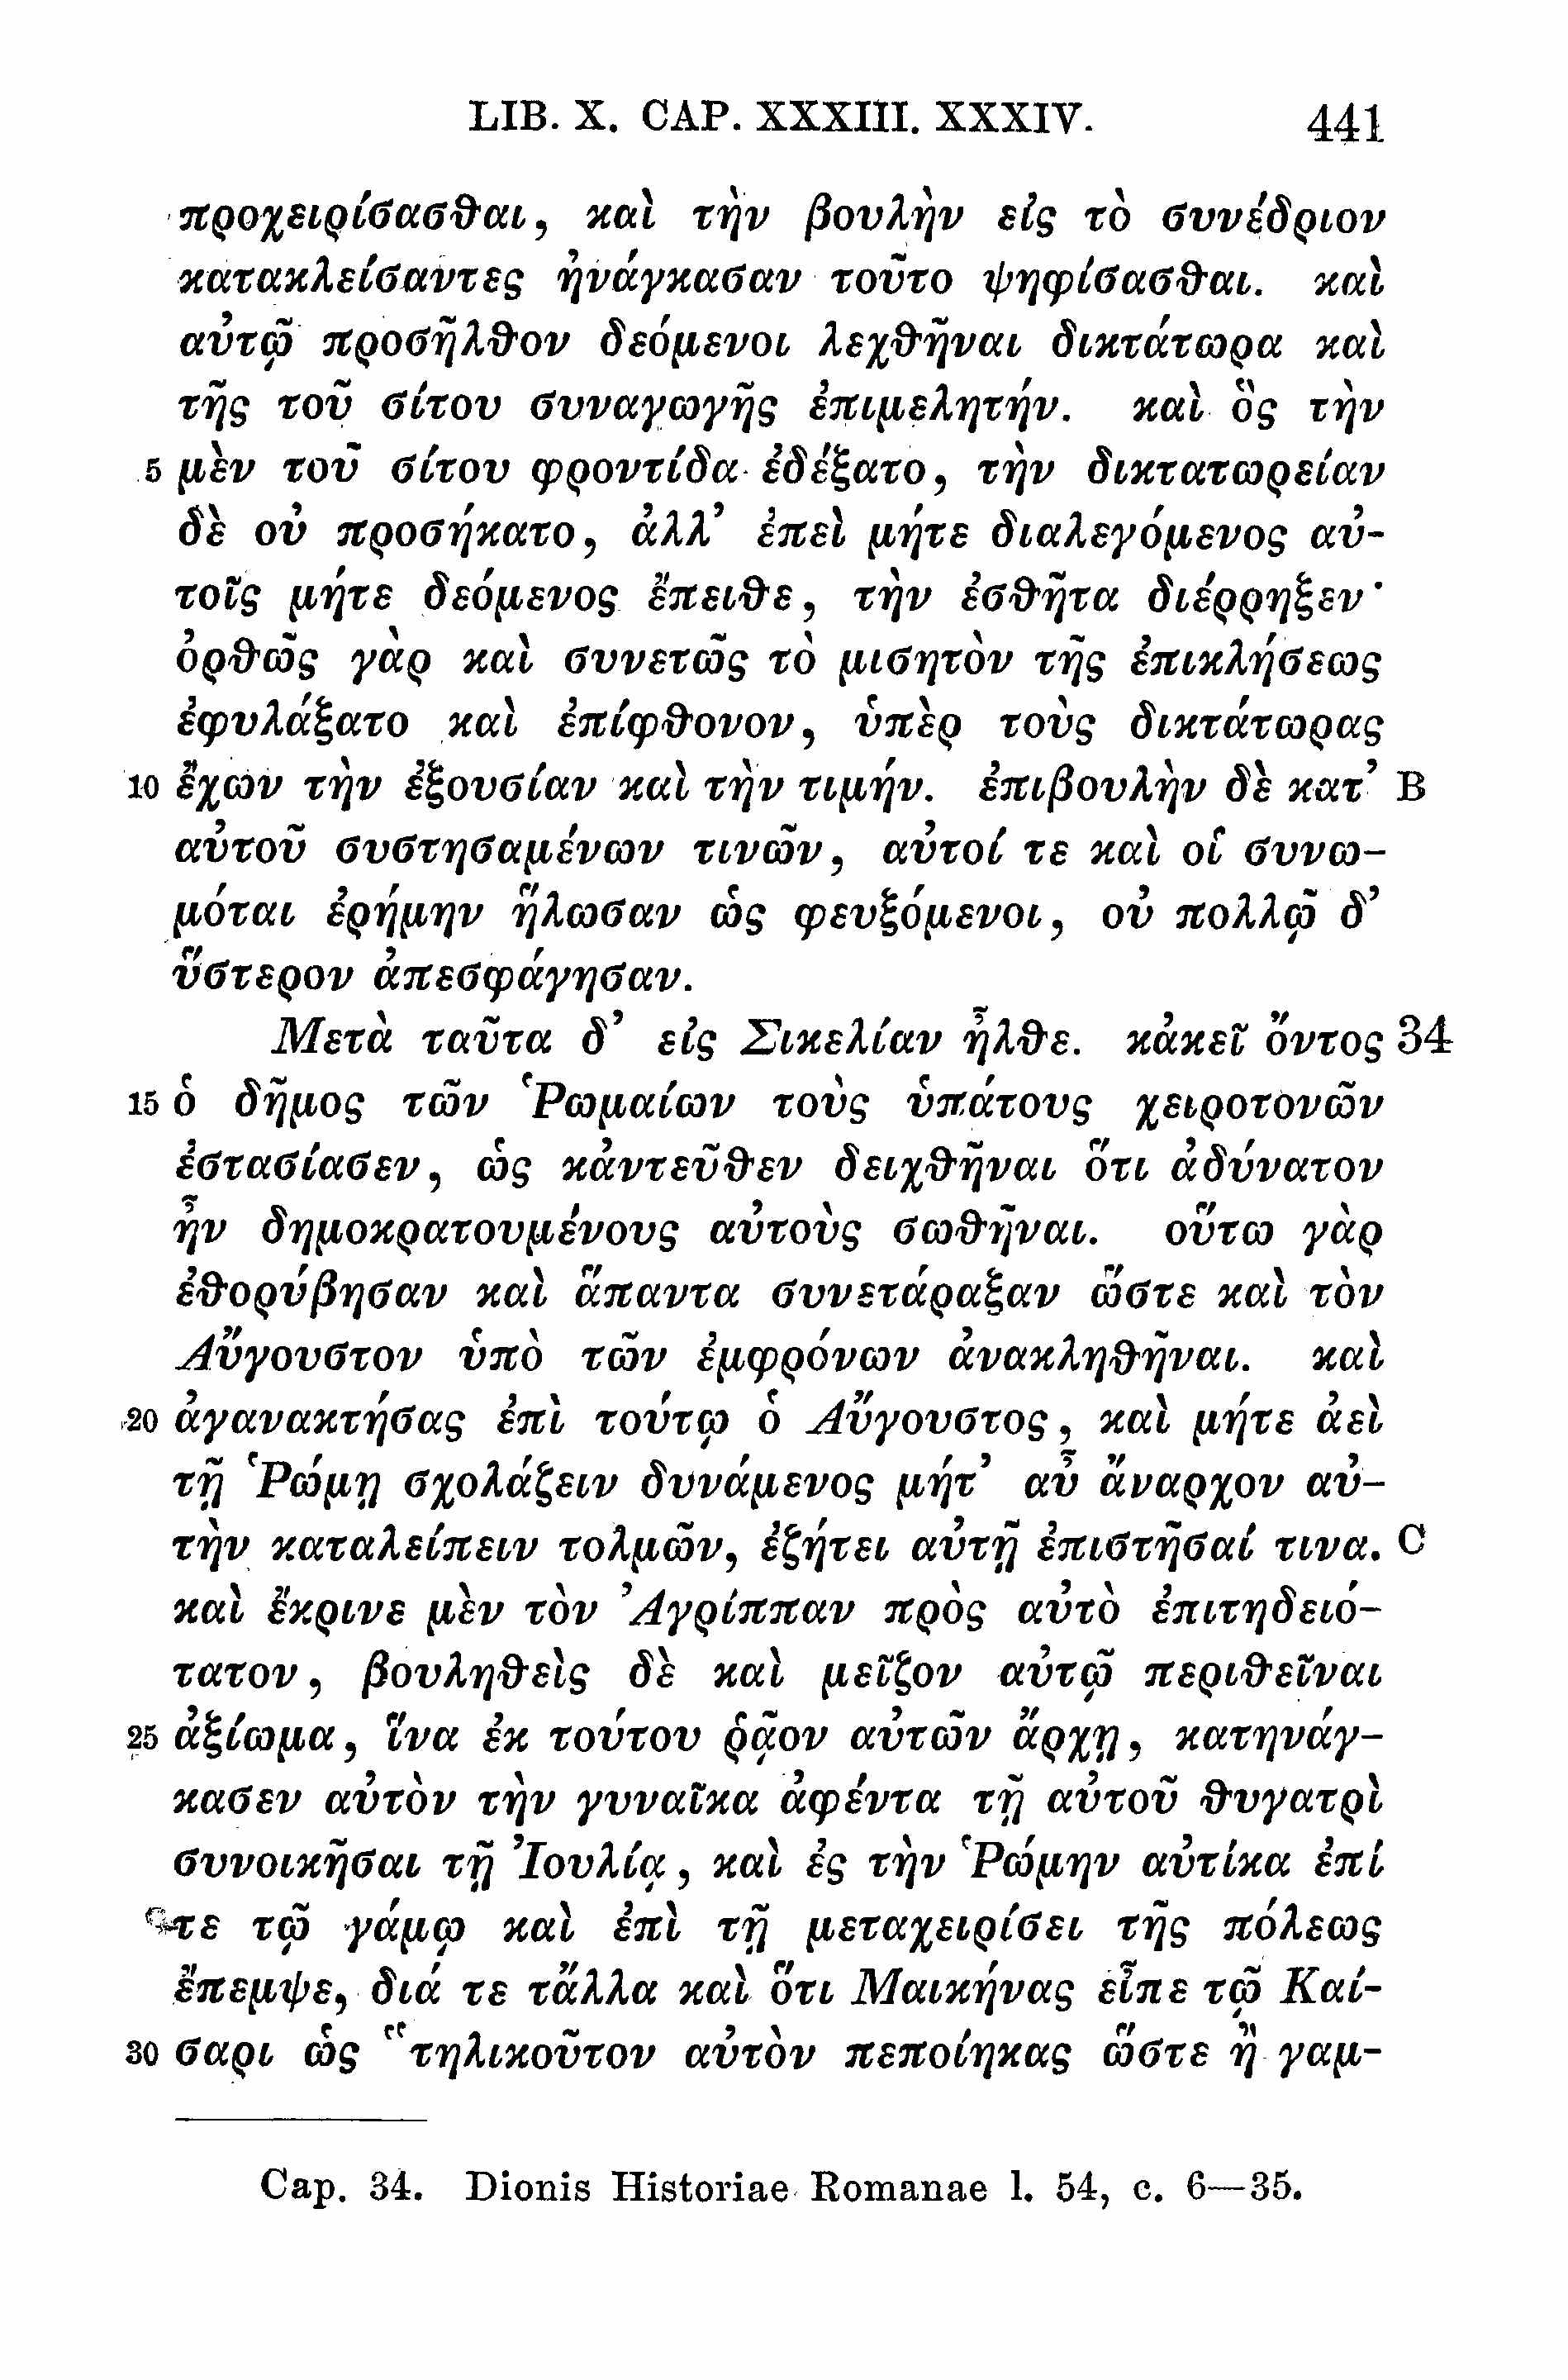 LIB. X. CAP. XXXIII. XXXIV. 441
προχειρίσασθαι, καὶ τὴν βουλὴν εἰς τὸ συνέδριον
κατακλείσαντες ἠνάγκασαν τοῦτο ψηφίσασθαι. καὶ
αὐτῷ προσῆλθον δεόμενοι λεχθῆναι δικτάτωρα καὶ
τῆς τοῦ σίτου συναγωγῆς ἐπιμελητήν. καὶ ὃς τὴν
5 μὲν τοῦ σίτου φροντίδα ἐδέξατο, τὴν δικτατωρείαν
δὲ οὐ προσήκατο, ἀλλ’ ἐπεὶ μήτε διαλεγόμενος αὐ-
τοῖς μήτε δεόμενος ἔπειθε, τὴν ἐσθῆτα διέρρηξεν·
ὀρθῶς γὰρ καὶ συνετῶς τὸ μισητὸν τῆς ἐπικλήσεως
ἐφυλάξατο καὶ ἐπίφθονον, ὑπὲρ τοὺς δικτάτωρας
10 ἔχων τὴν ἐξουσίαν καὶ τὴν τιμήν. ἐπιβουλὴν δὲ κατ’ B
αὐτοῦ συστησαμένων τινῶν, αὐτοί τε καὶ οἱ συνω-
μόται ἐρήμην ἥλωσαν ὡς φευξόμενοι, οὐ πολλῷ δ’
ὕστερον ἀπεσφάγησαν.
Μετὰ ταῦτα δ’ εἰς Σικελίαν ἦλθε. κἀκεῖ ὄντος 34
15 ὁ δῆμος τῶν Ῥωμαίων τοὺς ὑπάτους χειροτονῶν
ἐστασίασεν, ὡς κἀντεῦθεν δειχθῆναι ὅτι ἀδύνατον
ἦν δημοκρατουμένους αὐτοὺς σωθῆναι. οὕτω γὰρ
ἐθορύβησαν καὶ ἅπαντα συνετάραξαν ὥστε καὶ τὸν
Αὔγουστον ὑπὸ τῶν ἐμφρόνων ἀνακληθῆναι. καὶ
20 ἀγανακτήσας ἐπὶ τούτῳ ὁ Αὔγουστος, καὶ μήτε ἀεὶ
τῇ Ῥώμῃ σχολάζειν δυνάμενος μήτ’ αὖ ἄναρχον αὐ-
τὴν καταλείπειν τολμῶν, ἐζήτει αὐτῇ ἐπιστῆσαί τινα. C
καὶ ἔκρινε μὲν τὸν Ἀγρίππαν πρὸς αὐτὸ ἐπιτηδειό-
τατον, βουληθεὶς δὲ καὶ μεῖζον αὐτῷ περιθεῖναι
25 ἀξίωμα, ἵνα ἐκ τούτου ῥᾷον αὐτῶν ἄρχῃ, κατηνάγ-
κασεν αὐτὸν τὴν γυναῖκα ἀφέντα τῇ αὐτοῦ θυγατρὶ
συνοικῆσαι τῇ Ἰουλίᾳ, καὶ ἐς τὴν Ῥώμην αὐτίκα ἐπί
τε τῷ γάμῳ καὶ ἐπὶ τῇ μεταχειρίσει τῆς πόλεως
ἔπεμψε, διά τε τἄλλα καὶ ὅτι Μαικήνας εἶπε τῷ Καί-
30 σαρι ὡς “τηλικοῦτον αὐτὸν πεποίηκας ὥστε ἢ γαμ-
Cap. 34. Dionis Historiae Romanae l. 54, c. 6—35.